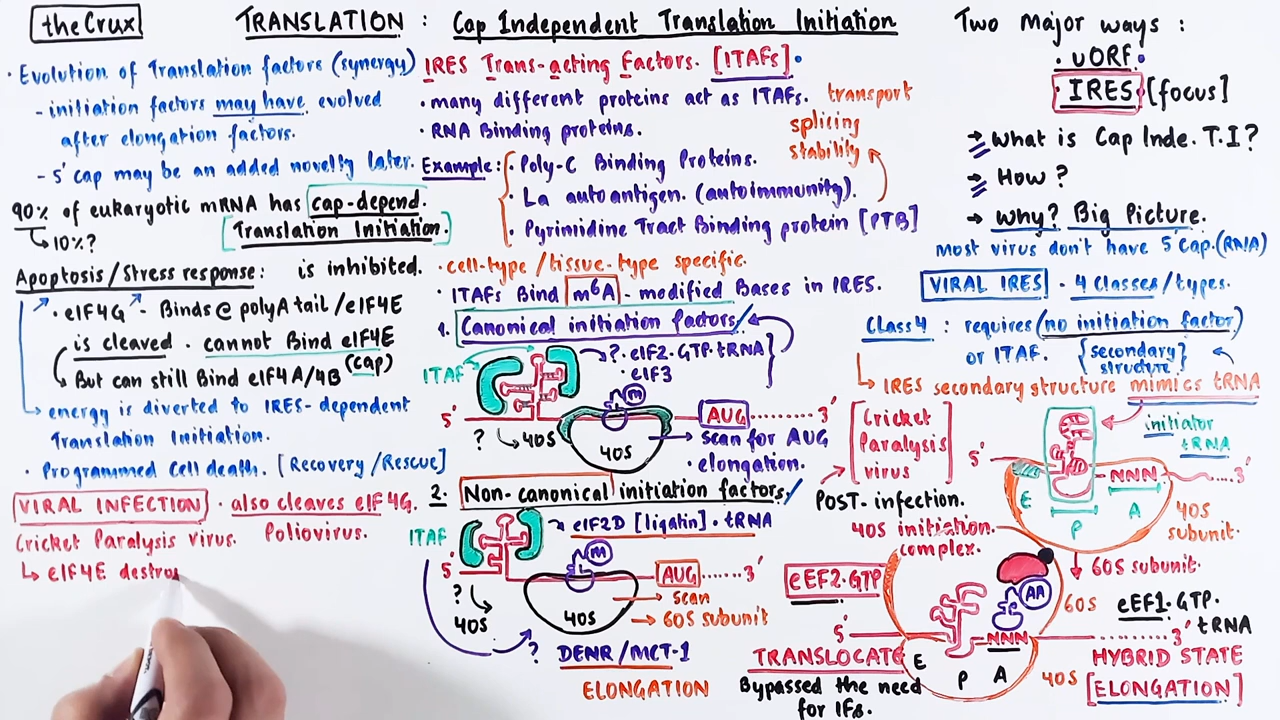 theCrux
TRANSLATION : Cap Independent Translation Initiation
• Evolution of Translation factors (synergy)
- initiation factors may have evolved
after elongation factors.
- 5' cap may be an added novelty later.
90% of eukaryotic mRNA has cap-depend.
10%?
[Translation Initiation.]
Apoptosis/Stress response: is inhibited.
• eIF4G - Binds @ polyA tail/eIF4E
is cleaved. cannot Bind eIF4E
(cap)
But can still Bind eIF4A/4B
energy is diverted to IRES-dependent
Translation Initiation.
• Programmed Cell death. [Recovery/Rescue]
VIRAL INFECTION • also cleaves eIF4G.
Cricket Paralysis virus. Poliovirus.
↳ eIF4E destroy
IRES Trans-acting Factors. [ITAFs].
• many different proteins act as ITAFs.
• RNA Binding proteins.
transport
splicing
stability
Example: • Poly-C Binding Proteins.
• La autoantigen. (autoimmunity).
• Pyrimidine Tract Binding protein [PTB]
• cell-type/tissue-type specific.
• ITAFs Bind m6A - modified Bases in IRES.
1. Canonical initiation factors/
ITAF
? • eIF2.GTP.tRNA
• eIF3
M
5'
AUG
3'
? ↳ 40S
40S
scan for AUG
• elongation.
2. Non-canonical initiation factors/
ITAF
eIF2D [ligatin]. tRNA
M
5'
AUG
3'
?
40S
40S
scan
60S subunit
? DENR/MCT-1
ELONGATION
Two major ways :
• uORF.
• IRES [focus]
→ What is Cap Inde. T.I?
→ How?
→ Why? Big Picture.
most virus don't have 5' Cap. (RNA)
VIRAL IRES • 4 classes/types.
Class 4 : requires (no initiation factor)
or ITAF. {secondary
structure}
↳ IRES secondary structure mimics tRNA
[Cricket
Paralysis
virus]
initiator
tRNA
5'
NNN
3'
E
P
A
40S
subunit.
POST-infection.
40S initiation
complex.
60S subunit.
eEF2.GTP
AA
60S
eEF1.GTP.
tRNA
5'
NNN
3'
TRANSLOCATE
E
P
A
40S
HYBRID STATE
[ELONGATION]
Bypassed the need
for IFs.